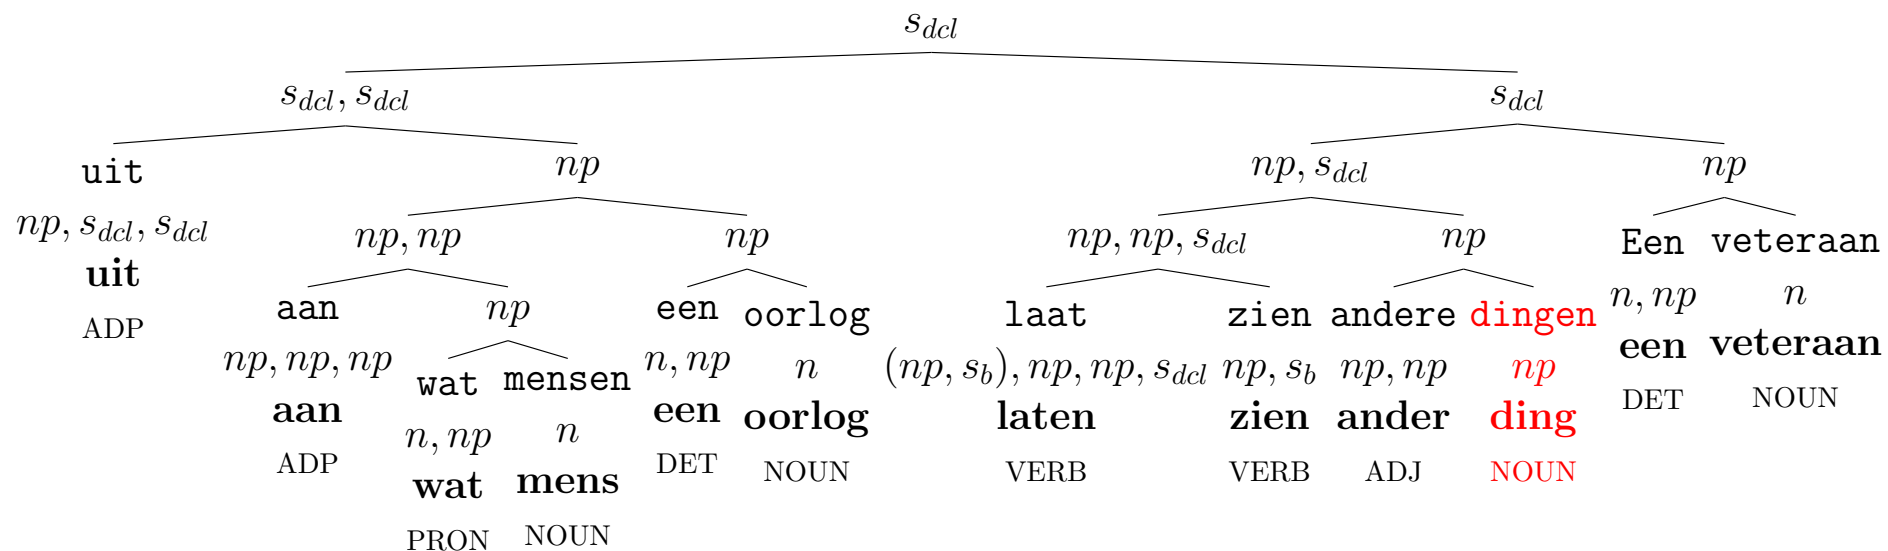 s_dcl
s_dcl, s_dcl s_dcl
uit np np, s_dcl np
np, s_dcl, s_dcl np, np np np, np, s_dcl np Een veteraan
uit aan np een oorlog laat zien andere dingen n, np n
ADP np, np, np wat mensen n, np n (np, s_b), np, np, s_dcl np, s_b np, np np een veteraan
aan n, np n een oorlog laten zien ander ding DET NOUN
ADP wat mens DET NOUN VERB VERB ADJ NOUN
PRON NOUN